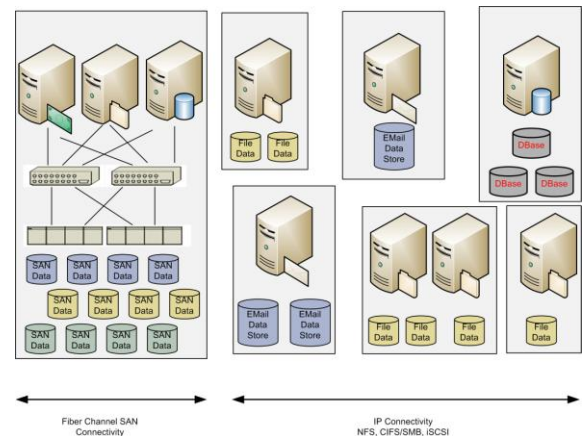 File
Data
File
Data
EMail
Data
Store
DBase
DBase
DBase
SAN
Data
SAN
Data
SAN
Data
SAN
Data
SAN
Data
SAN
Data
SAN
Data
SAN
Data
SAN
Data
SAN
Data
SAN
Data
SAN
Data
EMail
Data
Store
EMail
Data
Store
File
Data
File
Data
File
Data
File
Data
Fiber Channel SAN
Connectivity
IP Connectivity
NFS, CIFS/SMB, iSCSI